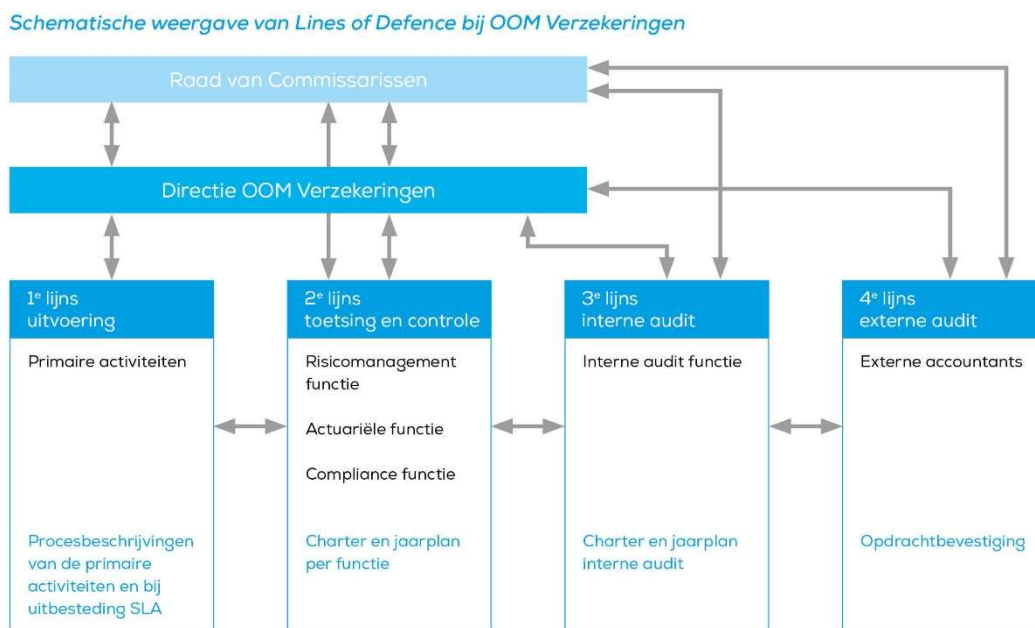 Schematische weergave van Lines of Defence bij OOM Verzekeringen
Raad van Commissarissen
Directie OOM Verzekeringen
1e lijns
uitvoering
Primaire activiteiten
Procesbeschrijvingen
van de primaire
activiteiten en bij
uitbesteding SLA
2e lijns
toetsing en controle
Risicomanagement
functie
Actuariële functie
Compliance functie
Charter en jaarplan
per functie
3e lijns
interne audit
Interne audit functie
Charter en jaarplan
interne audit
4e lijns
externe audit
Externe accountants
Opdrachtbevestiging